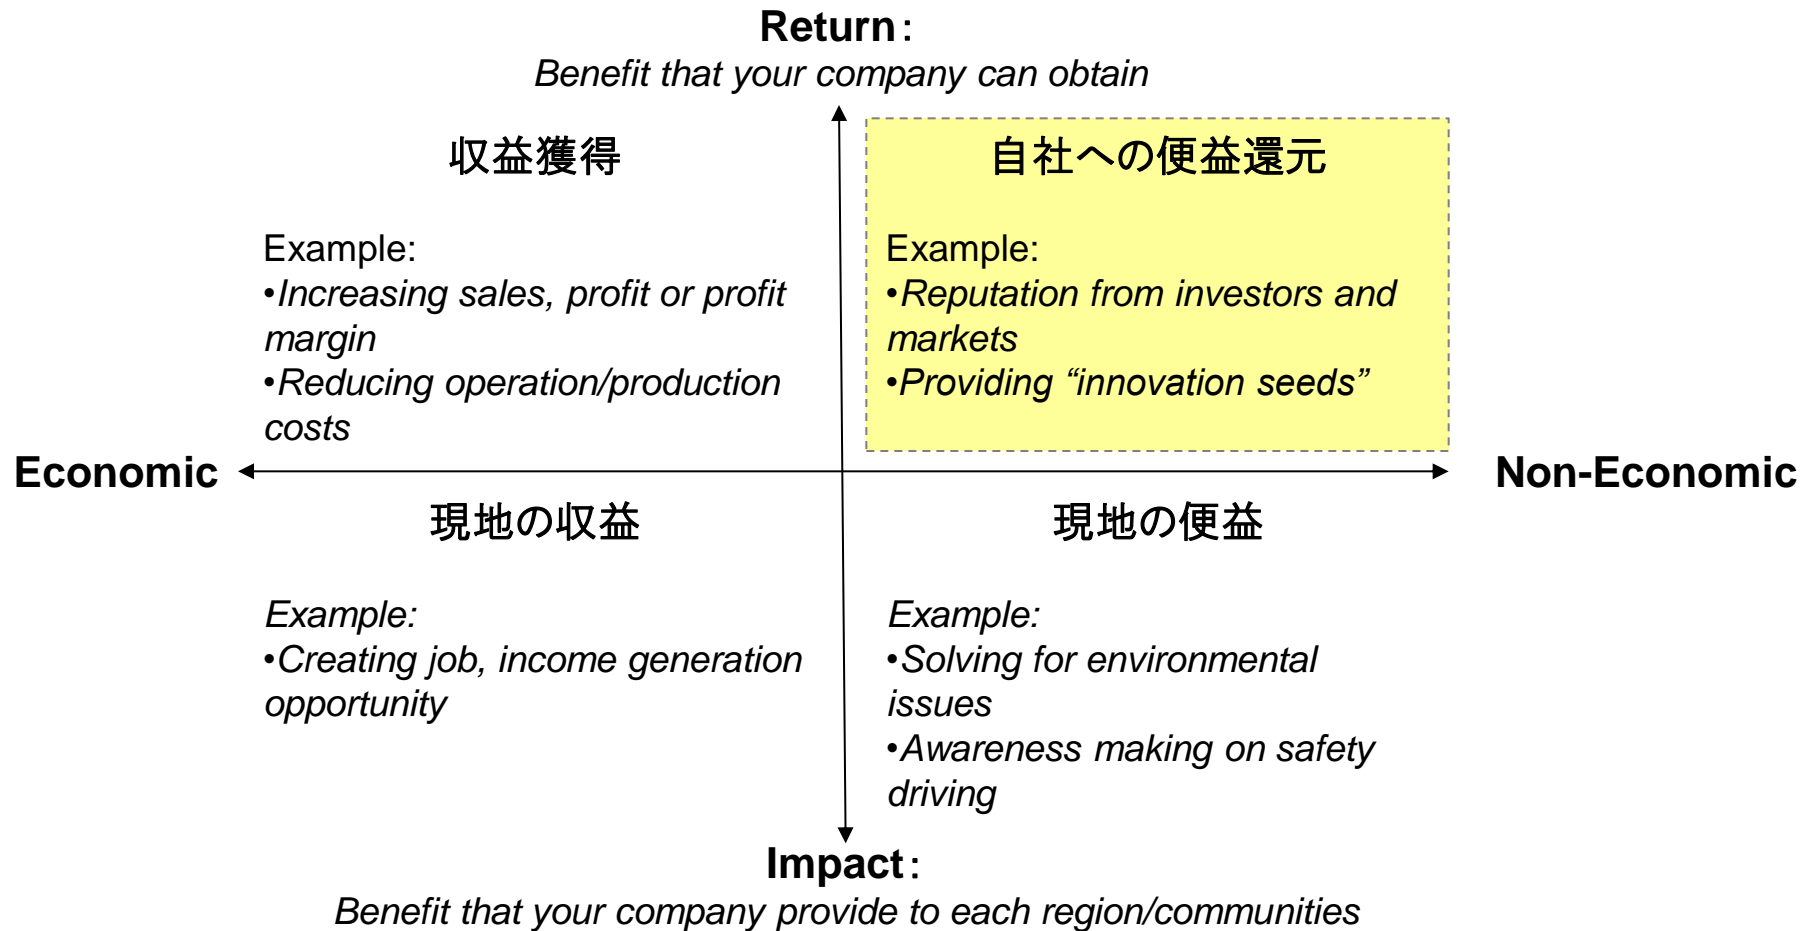 Return：
Benefit that your company can obtain
収益獲得
Example:
•Increasing sales, profit or profit
margin
•Reducing operation/production
costs
自社への便益還元
Example:
•Reputation from investors and
markets
•Providing “innovation seeds”
Economic
Non-Economic
現地の収益
Example:
•Creating job, income generation
opportunity
現地の便益
Example:
•Solving for environmental
issues
•Awareness making on safety
driving
Impact：
Benefit that your company provide to each region/communities